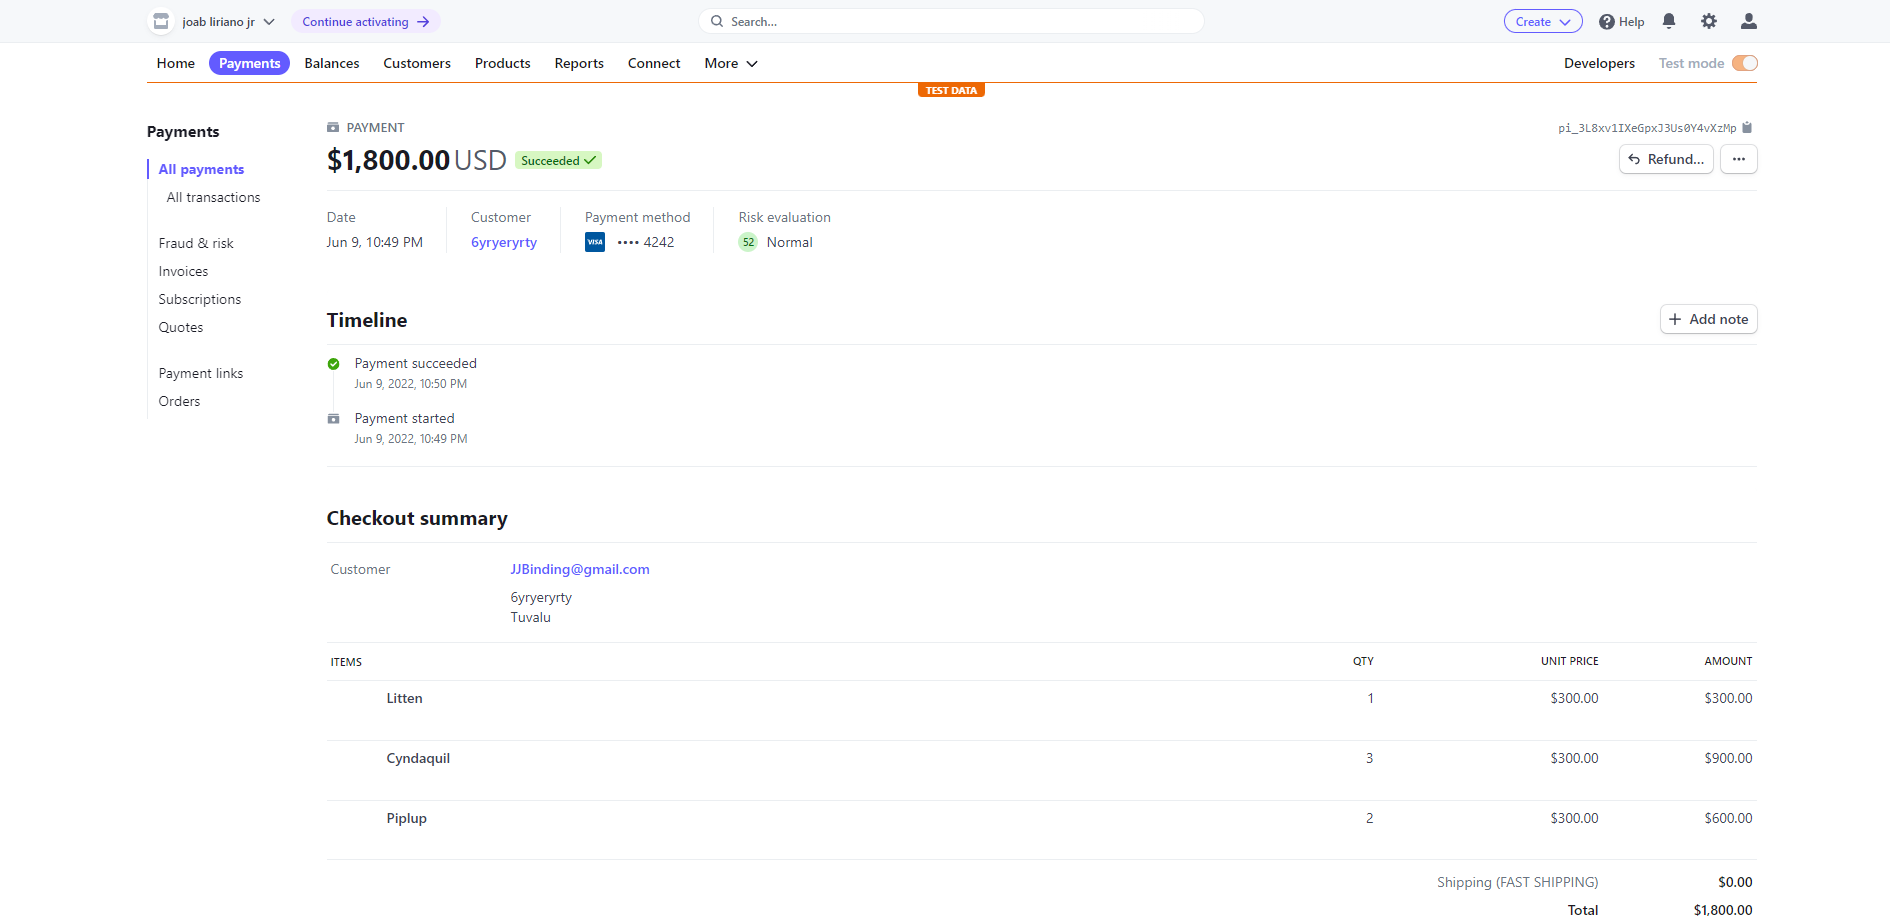 joab liriano jr
Continue activating →
Search...
Create
Help
Home Payments Balances Customers Products Reports Connect More
Developers Test mode
TEST DATA
Payments
All payments
All transactions
Fraud & risk
Invoices
Subscriptions
Quotes
Payment links
Orders
PAYMENT
pi_3L8xv1IXeGpxJ3Us0Y4vXzMp
$1,800.00 USD Succeeded ✓
Refund...
•••
Date Customer Payment method Risk evaluation
Jun 9, 10:49 PM 6yryeryrty VISA •••• 4242 52 Normal
Timeline
+ Add note
Payment succeeded
Jun 9, 2022, 10:50 PM
Payment started
Jun 9, 2022, 10:49 PM
Checkout summary
Customer JJBinding@gmail.com
6yryeryrty
Tuvalu
ITEMS QTY UNIT PRICE AMOUNT
Litten 1 $300.00 $300.00
Cyndaquil 3 $300.00 $900.00
Piplup 2 $300.00 $600.00
Shipping (FAST SHIPPING) $0.00
Total $1,800.00